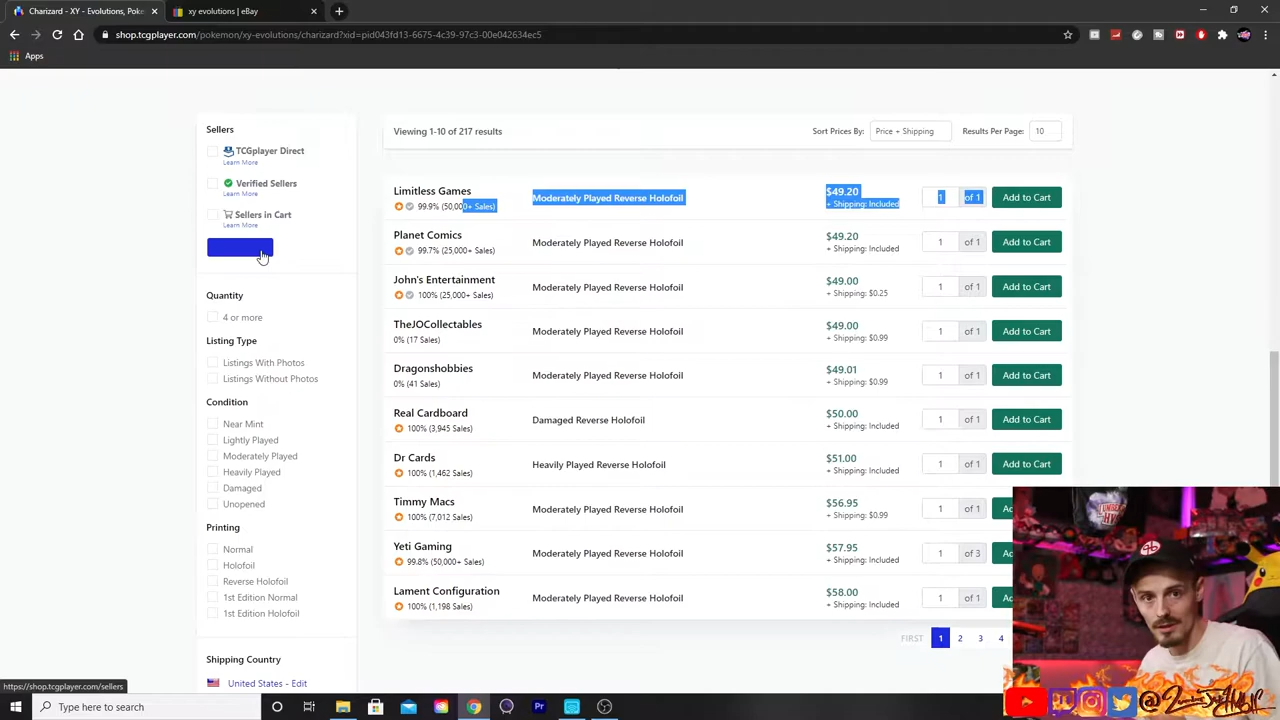 Charizard - XY - Evolutions, Pok
xy evolutions | eBay
shop.tcgplayer.com/pokemon/xy-evolutions/charizard?xid=pid043fd13-6675-4c39-97c3-00e042634ec5
Apps
Sellers
TCGplayer Direct
Learn More
Verified Sellers
Learn More
Sellers in Cart
Learn More
Quantity
4 or more
Listing Type
Listings With Photos
Listings Without Photos
Condition
Near Mint
Lightly Played
Moderately Played
Heavily Played
Damaged
Unopened
Printing
Normal
Holofoil
Reverse Holofoil
1st Edition Normal
1st Edition Holofoil
Shipping Country
United States - Edit
Viewing 1-10 of 217 results
Sort Prices By: Price + Shipping Results Per Page: 10
Limitless Games
99.9% (50,000+ Sales)
Moderately Played Reverse Holofoil
$49.20
+ Shipping: Included
1 of 1 Add to Cart
Planet Comics
99.7% (25,000+ Sales)
Moderately Played Reverse Holofoil
$49.20
+ Shipping: Included
1 of 1 Add to Cart
John's Entertainment
100% (25,000+ Sales)
Moderately Played Reverse Holofoil
$49.00
+ Shipping: $0.25
1 of 1 Add to Cart
TheJOCollectables
0% (17 Sales)
Moderately Played Reverse Holofoil
$49.00
+ Shipping: $0.99
1 of 1 Add to Cart
Dragonshobbies
0% (41 Sales)
Moderately Played Reverse Holofoil
$49.01
+ Shipping: $0.99
1 of 1 Add to Cart
Real Cardboard
100% (3,945 Sales)
Damaged Reverse Holofoil
$50.00
+ Shipping: Included
1 of 1 Add to Cart
Dr Cards
100% (1,462 Sales)
Heavily Played Reverse Holofoil
$51.00
+ Shipping: Included
1 of 1 Add to Cart
Timmy Macs
100% (7,012 Sales)
Moderately Played Reverse Holofoil
$56.95
+ Shipping: $0.99
1 of 1 Ad
Yeti Gaming
99.8% (50,000+ Sales)
Moderately Played Reverse Holofoil
$57.95
+ Shipping: Included
1 of 3 Ad
Lament Configuration
100% (1,198 Sales)
Moderately Played Reverse Holofoil
$58.00
+ Shipping: Included
1 of 1 Ad
FIRST 1 2 3 4
https://shop.tcgplayer.com/sellers
Type here to search